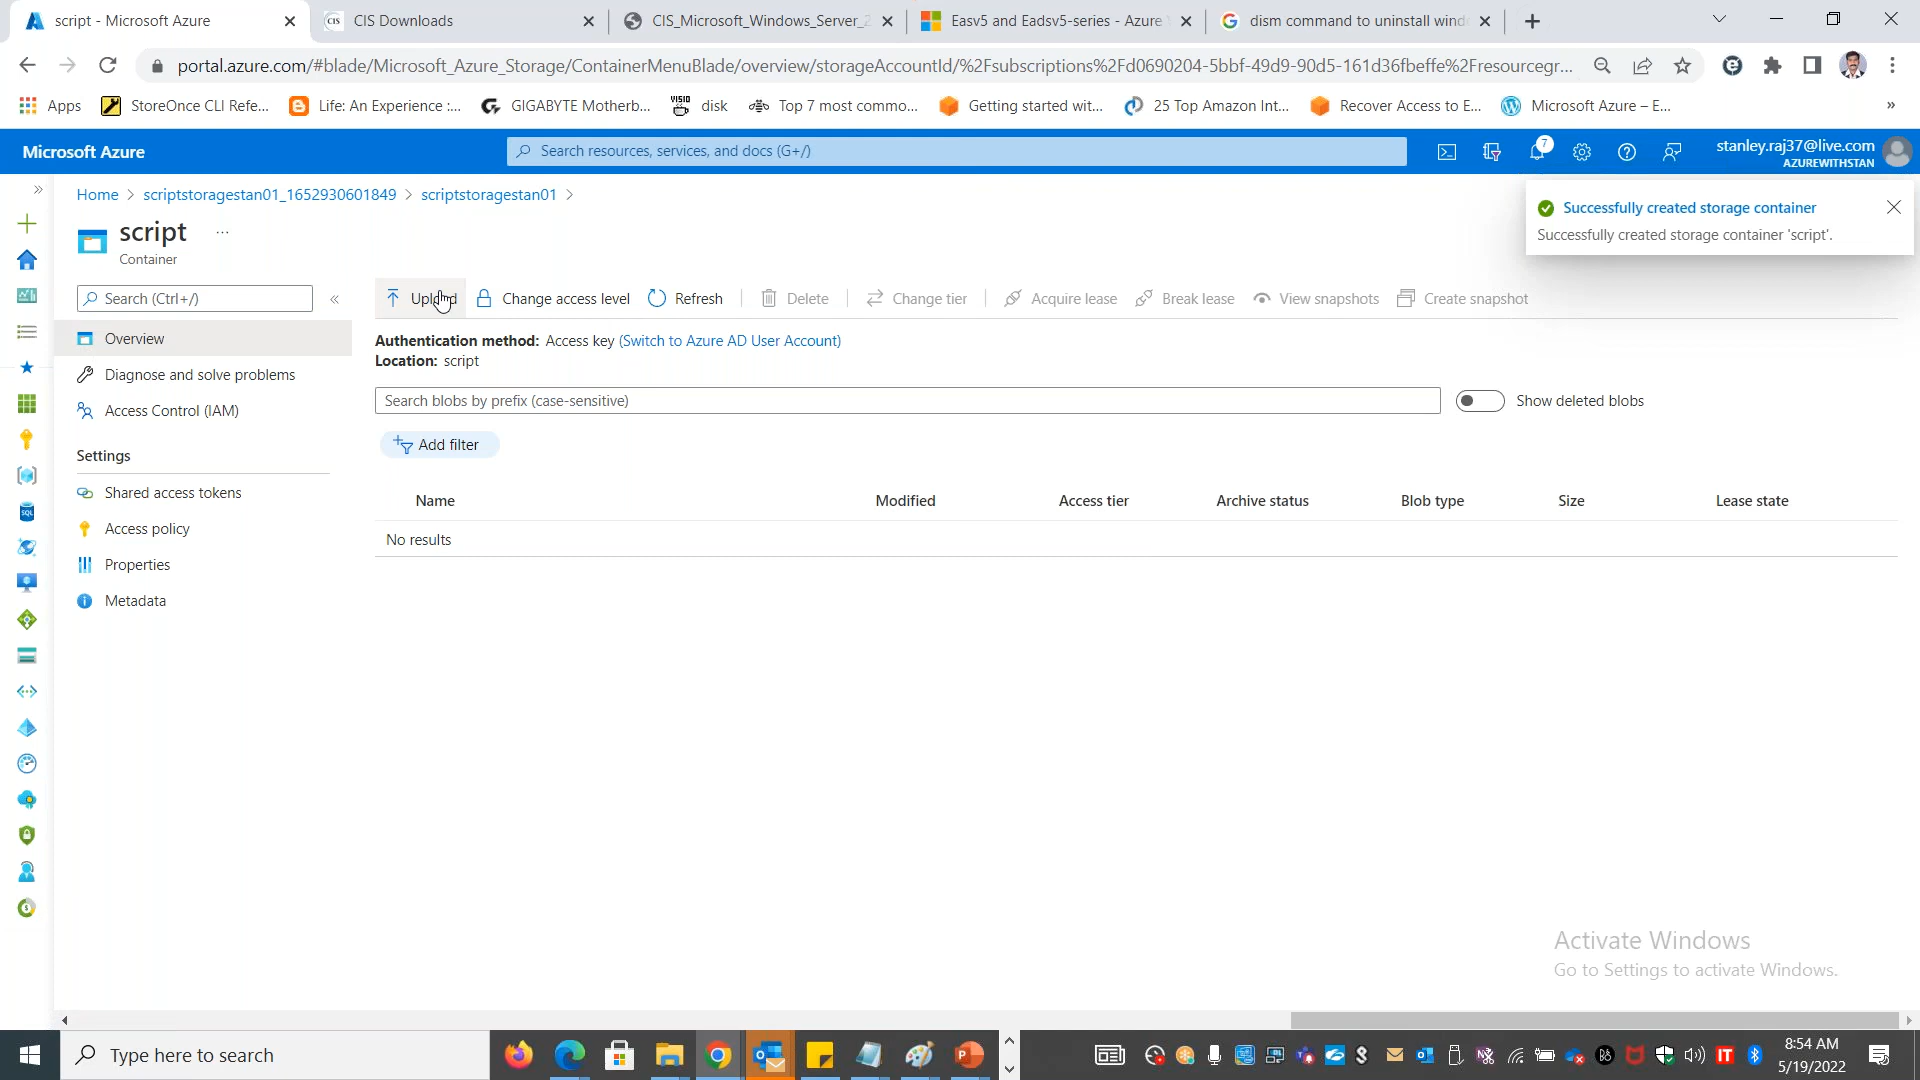 script - Microsoft Azure
CIS Downloads
CIS_Microsoft_Windows_Server_2
Easv5 and Eadsv5-series - Azure
dism command to uninstall wind
portal.azure.com/#blade/Microsoft_Azure_Storage/ContainerMenuBlade/overview/storageAccountId/%2Fsubscriptions%2Fd0690204-5bbf-49d9-90d5-161d36fbeffe%2Fresourcegr...
Apps
StoreOnce CLI Refe...
Life: An Experience :...
GIGABYTE Motherb...
VISIO
disk
Top 7 most commo...
Getting started wit...
25 Top Amazon Int...
Recover Access to E...
Microsoft Azure – E...
»
Microsoft Azure
Search resources, services, and docs (G+/)
7
stanley.raj37@live.com
AZUREWITHSTAN
Home > scriptstoragestan01_1652930601849 > scriptstoragestan01 >
Successfully created storage container
Successfully created storage container 'script'.
script
...
Container
Search (Ctrl+/)
«
Upload
Change access level
Refresh
Delete
Change tier
Acquire lease
Break lease
View snapshots
Create snapshot
Overview
Diagnose and solve problems
Access Control (IAM)
Settings
Shared access tokens
Access policy
Properties
Metadata
Authentication method: Access key (Switch to Azure AD User Account)
Location: script
Search blobs by prefix (case-sensitive)
Show deleted blobs
Add filter
Name
Modified
Access tier
Archive status
Blob type
Size
Lease state
No results
Activate Windows
Go to Settings to activate Windows.
Type here to search
8:54 AM
5/19/2022